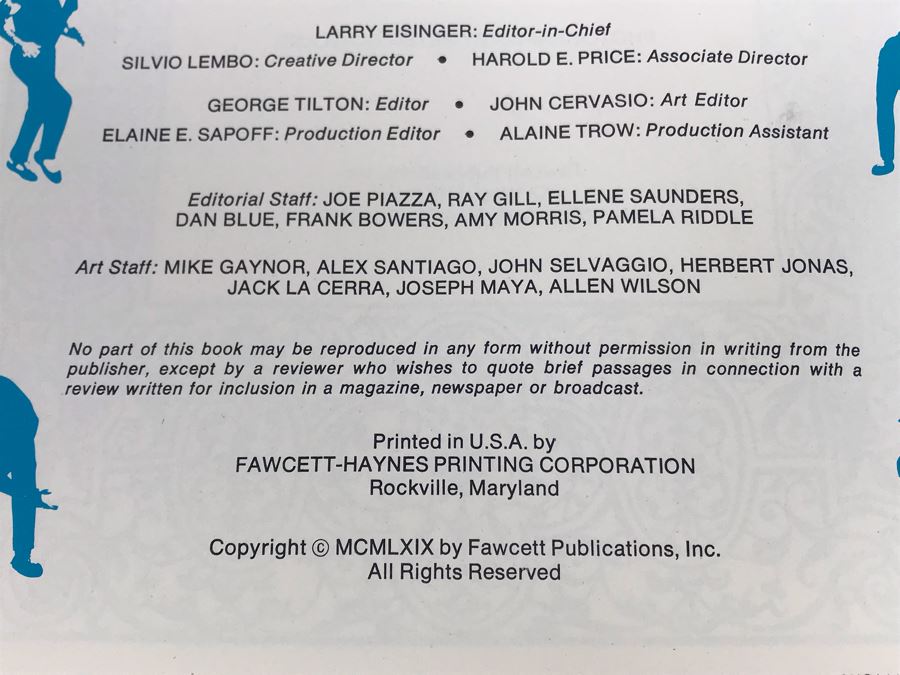 LARRY EISINGER: Editor-in-Chief
SILVIO LEMBO: Creative Director • HAROLD E. PRICE: Associate Director
GEORGE TILTON: Editor • JOHN CERVASIO: Art Editor
ELAINE E. SAPOFF: Production Editor • ALAINE TROW: Production Assistant
Editorial Staff: JOE PIAZZA, RAY GILL, ELLENE SAUNDERS,
DAN BLUE, FRANK BOWERS, AMY MORRIS, PAMELA RIDDLE
Art Staff: MIKE GAYNOR, ALEX SANTIAGO, JOHN SELVAGGIO, HERBERT JONAS,
JACK LA CERRA, JOSEPH MAYA, ALLEN WILSON
No part of this book may be reproduced in any form without permission in writing from the
publisher, except by a reviewer who wishes to quote brief passages in connection with a
review written for inclusion in a magazine, newspaper or broadcast.
Printed in U.S.A. by
FAWCETT-HAYNES PRINTING CORPORATION
Rockville, Maryland
Copyright © MCMLXIX by Fawcett Publications, Inc.
All Rights Reserved